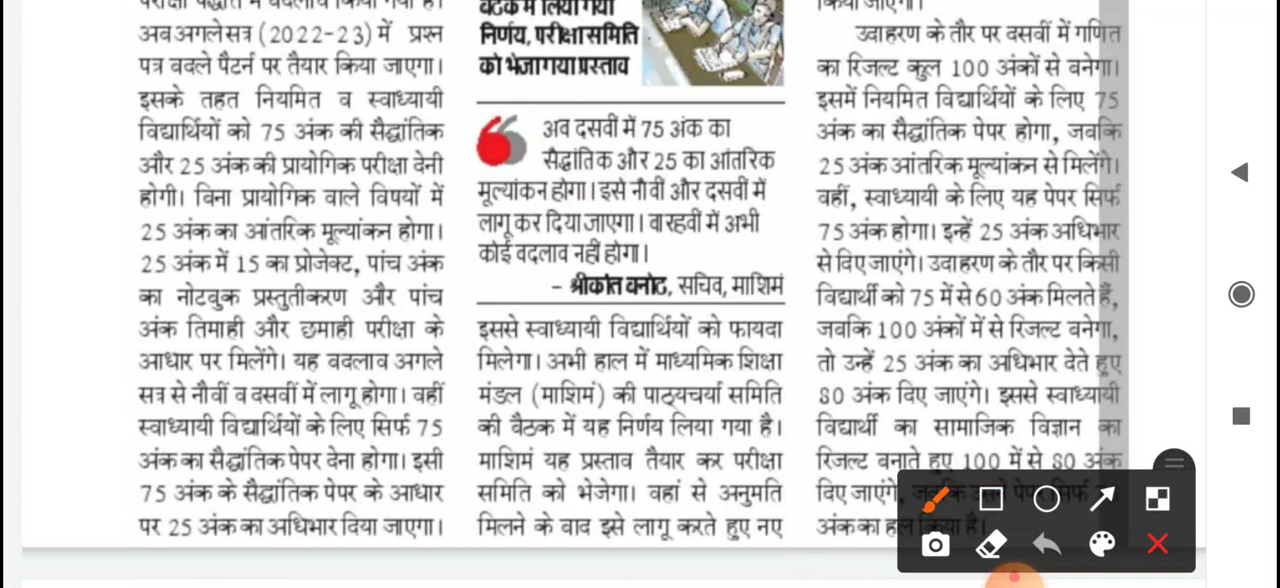 अब अगले सत्र (2022-23) में प्रश्न
पत्र बदले पैटर्न पर तैयार किया जाएगा।
इसके तहत नियमित व स्वाध्यायी
विद्यार्थियों को 75 अंक की सैद्धांतिक
और 25 अंक की प्रायोगिक परीक्षा देनी
होगी। बिना प्रायोगिक वाले विषयों में
25 अंक का आंतरिक मूल्यांकन होगा।
25 अंक में 15 का प्रोजेक्ट, पांच अंक
का नोटबुक प्रस्तुतीकरण और पांच
अंक तिमाही और छमाही परीक्षा के
आधार पर मिलेंगे। यह बदलाव अगले
सत्र से नौवीं व दसवीं में लागू होगा। वहीं
स्वाध्यायी विद्यार्थियों के लिए सिर्फ 75
अंक का सैद्धांतिक पेपर देना होगा। इसी
75 अंक के सैद्धांतिक पेपर के आधार
पर 25 अंक का अधिभार दिया जाएगा।
बैठक में लिया गया
निर्णय, परीक्षा समिति
को भेजा गया प्रस्ताव
अब दसवीं में 75 अंक का
सैद्धांतिक और 25 का आंतरिक
मूल्यांकन होगा। इसे नौवीं और दसवीं में
लागू कर दिया जाएगा। बारहवीं में अभी
कोई बदलाव नहीं होगा।
– श्रीकांत बनोठ, सचिव, माशिमं
इससे स्वाध्यायी विद्यार्थियों को फायदा
मिलेगा। अभी हाल में माध्यमिक शिक्षा
मंडल (माशिमं) की पाठ्यचर्या समिति
की बैठक में यह निर्णय लिया गया है।
माशिमं यह प्रस्ताव तैयार कर परीक्षा
समिति को भेजेगा। वहां से अनुमति
मिलने के बाद इसे लागू करते हुए नए
उदाहरण के तौर पर दसवीं में गणित
का रिजल्ट कुल 100 अंकों से बनेगा।
इसमें नियमित विद्यार्थियों के लिए 75
अंक का सैद्धांतिक पेपर होगा, जबकि
25 अंक आंतरिक मूल्यांकन से मिलेंगे।
वहीं, स्वाध्यायी के लिए यह पेपर सिर्फ
75 अंक होगा। इन्हें 25 अंक अधिभार
से दिए जाएंगे। उदाहरण के तौर पर किसी
विद्यार्थी को 75 में से 60 अंक मिलते हैं,
जबकि 100 अंकों में से रिजल्ट बनेगा,
तो उन्हें 25 अंक का अधिभार देते हुए
80 अंक दिए जाएंगे। इससे स्वाध्यायी
विद्यार्थी का सामाजिक विज्ञान का
रिजल्ट बनाते हुए 100 में से 80 अंक
दिए जाएंगे, जबकि उसने पेपर सिर्फ
अंक का हल किया है।